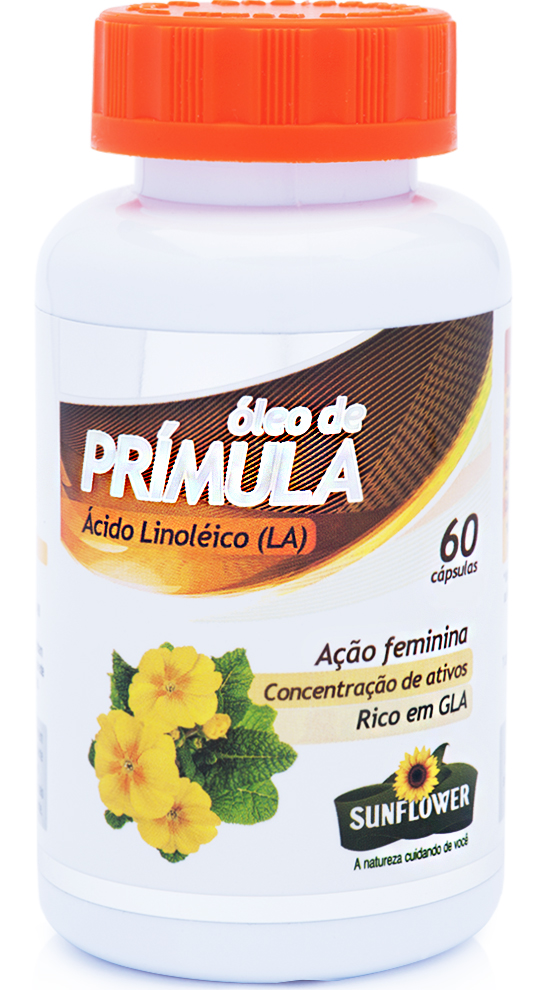 óleo de
PRÍMULA
Ácido Linoléico (LA)
60
cápsulas
Ação feminina
Concentração de ativos
Rico em GLA
SUNFLOWER
A natureza cuidando de você